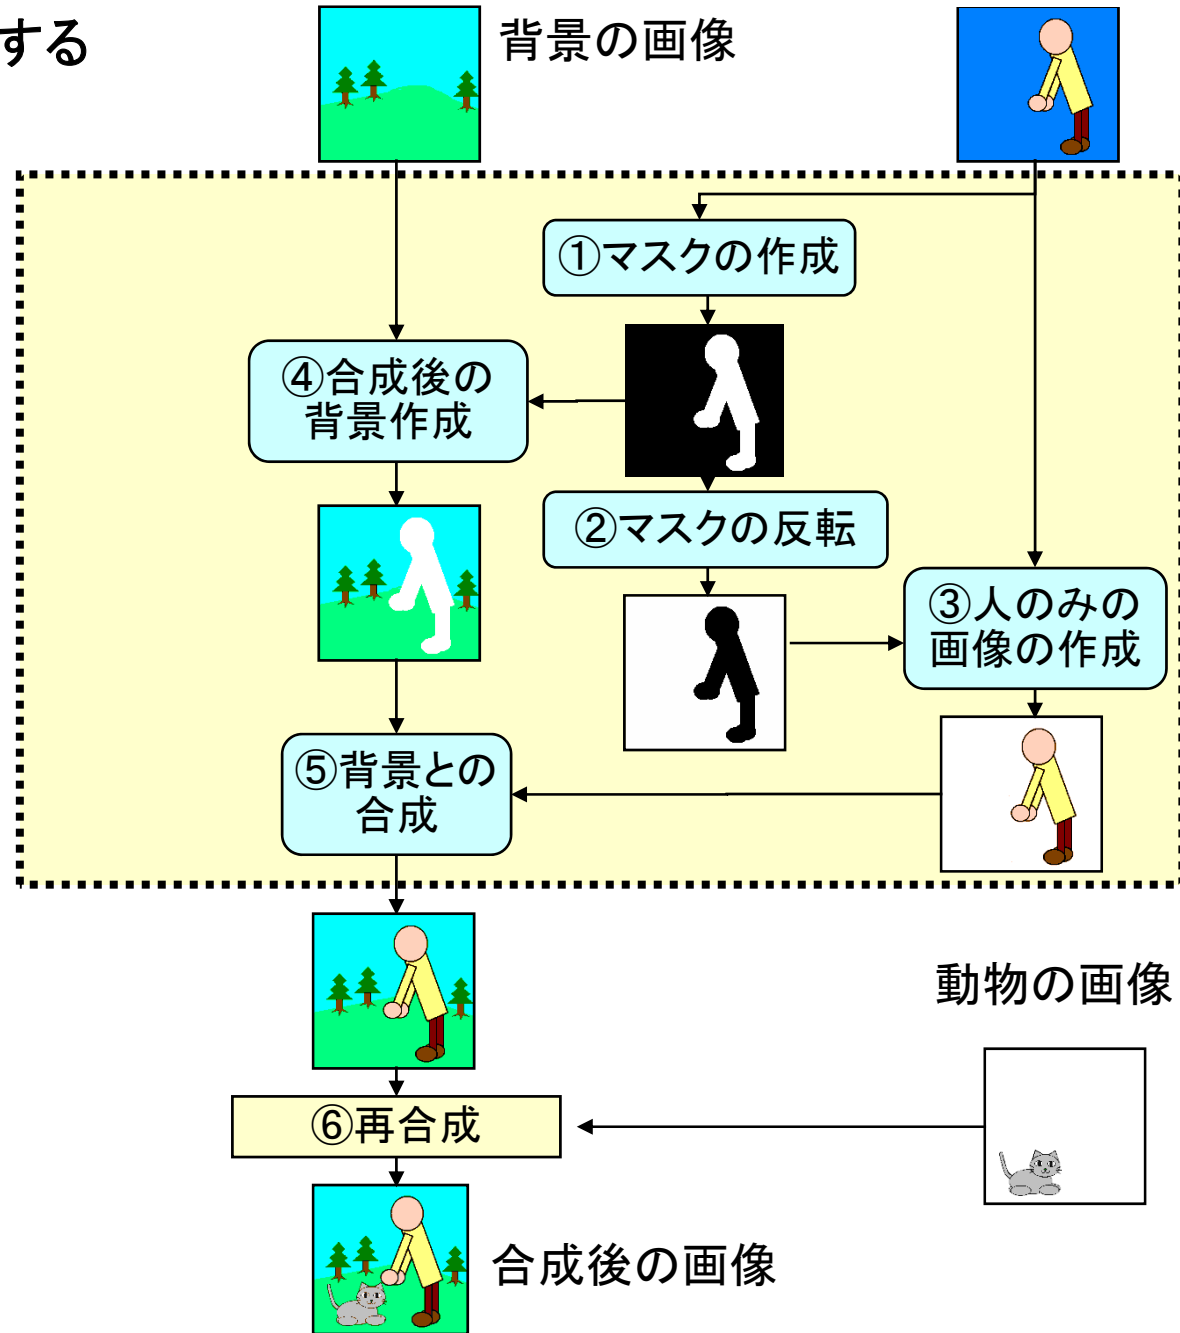 する
背景の画像
①マスクの作成
④合成後の
背景作成
②マスクの反転
③人のみの
画像の作成
⑤背景との
合成
動物の画像
⑥再合成
合成後の画像